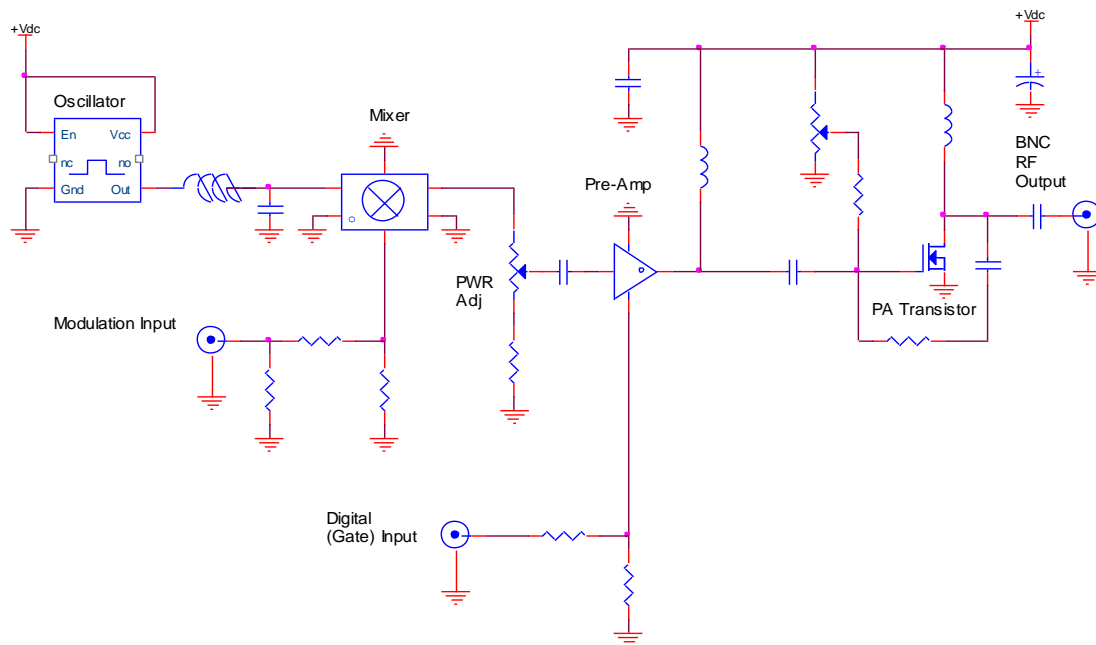 +Vdc
+Vdc
Oscillator
En Vcc
nc no
Gnd Out
Mixer
BNC
RF
Output
Pre-Amp
PWR
Adj
PA Transistor
Modulation Input
Digital
(Gate) Input
+